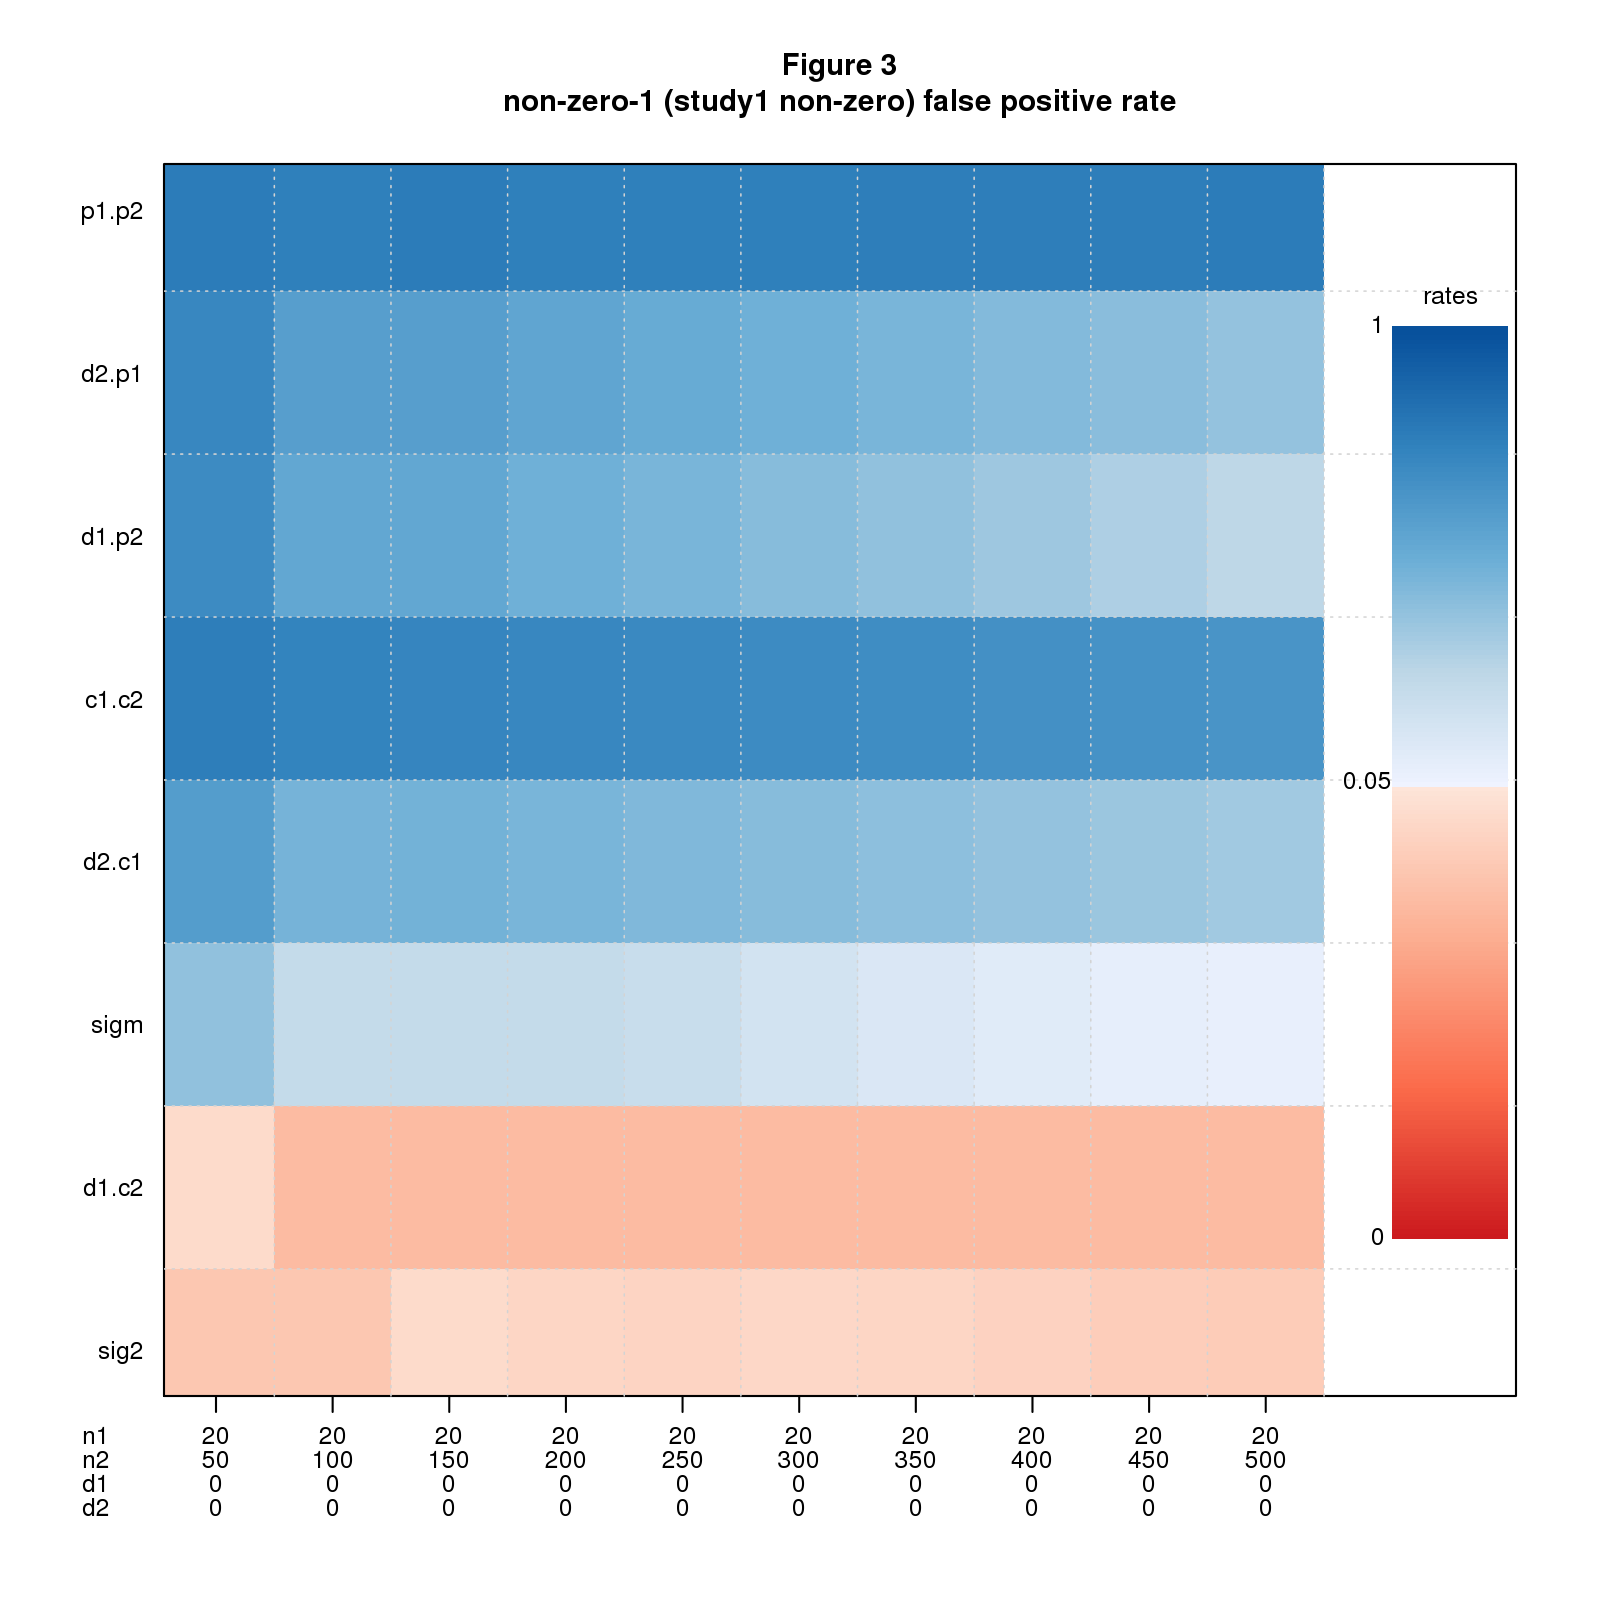 Figure 3
non-zero-1 (study1 non-zero) false positive rate
p1.p2
d2.p1
d1.p2
c1.c2
d2.c1
sigm
d1.c2
sig2
rates
1
0.05
0
n1 20 20 20 20 20 20 20 20 20 20
n2 50 100 150 200 250 300 350 400 450 500
d1 0 0 0 0 0 0 0 0 0 0
d2 0 0 0 0 0 0 0 0 0 0